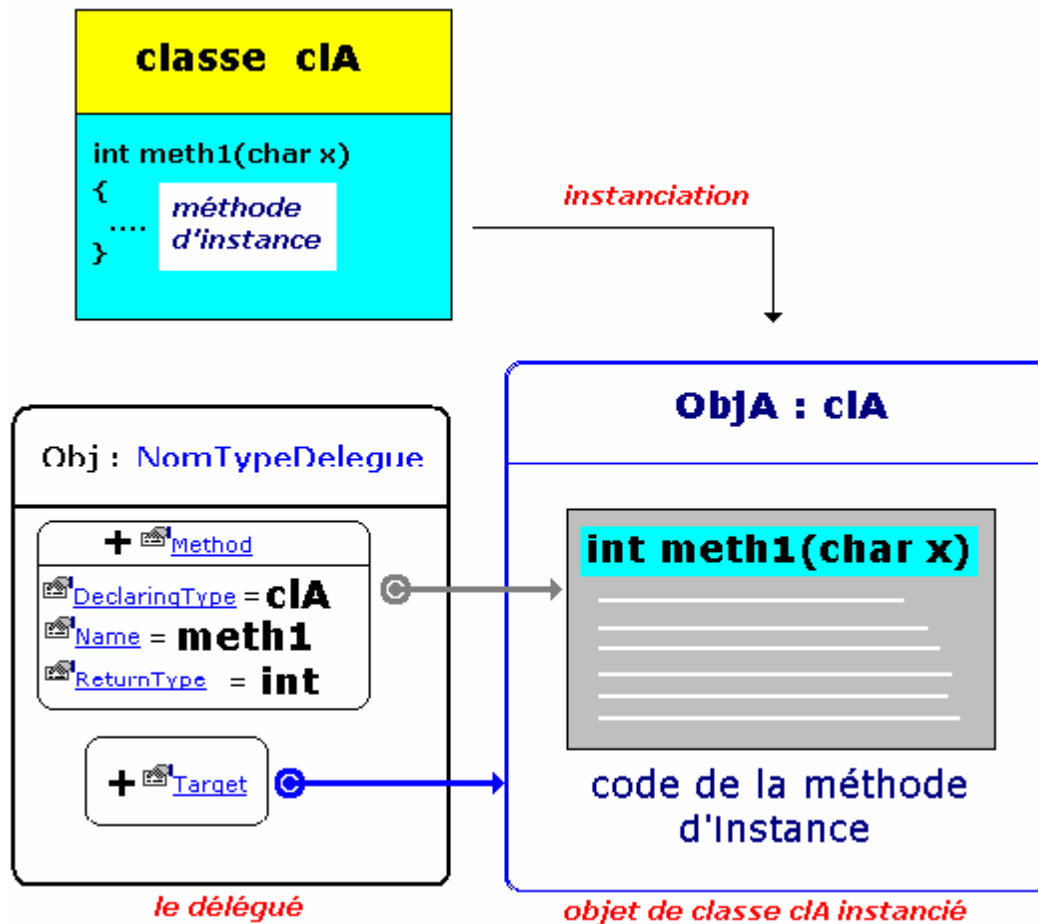 classe clA
int meth1(char x)
{
....
}
méthode
d'instance
instanciation
ObjA : clA
Obj : NomTypeDelegue
+ Method
DeclaringType = clA
Name = meth1
ReturnType = int
+ Target
int meth1(char x)
code de la méthode
d'Instance
le délégué
objet de classe clA instancié